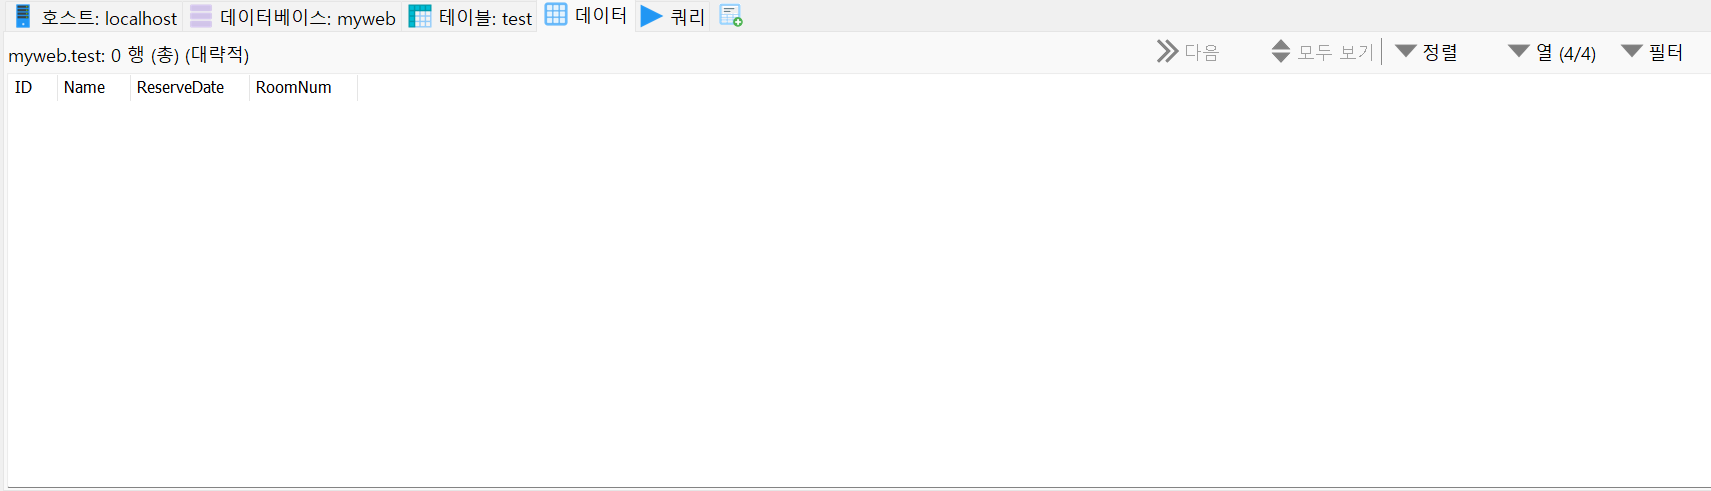 호스트: localhost 데이터베이스: myweb 테이블: test 데이터 쿼리
myweb.test: 0 행 (총) (대략적) 다음 모두 보기 정렬 열 (4/4) 필터
ID Name ReserveDate RoomNum